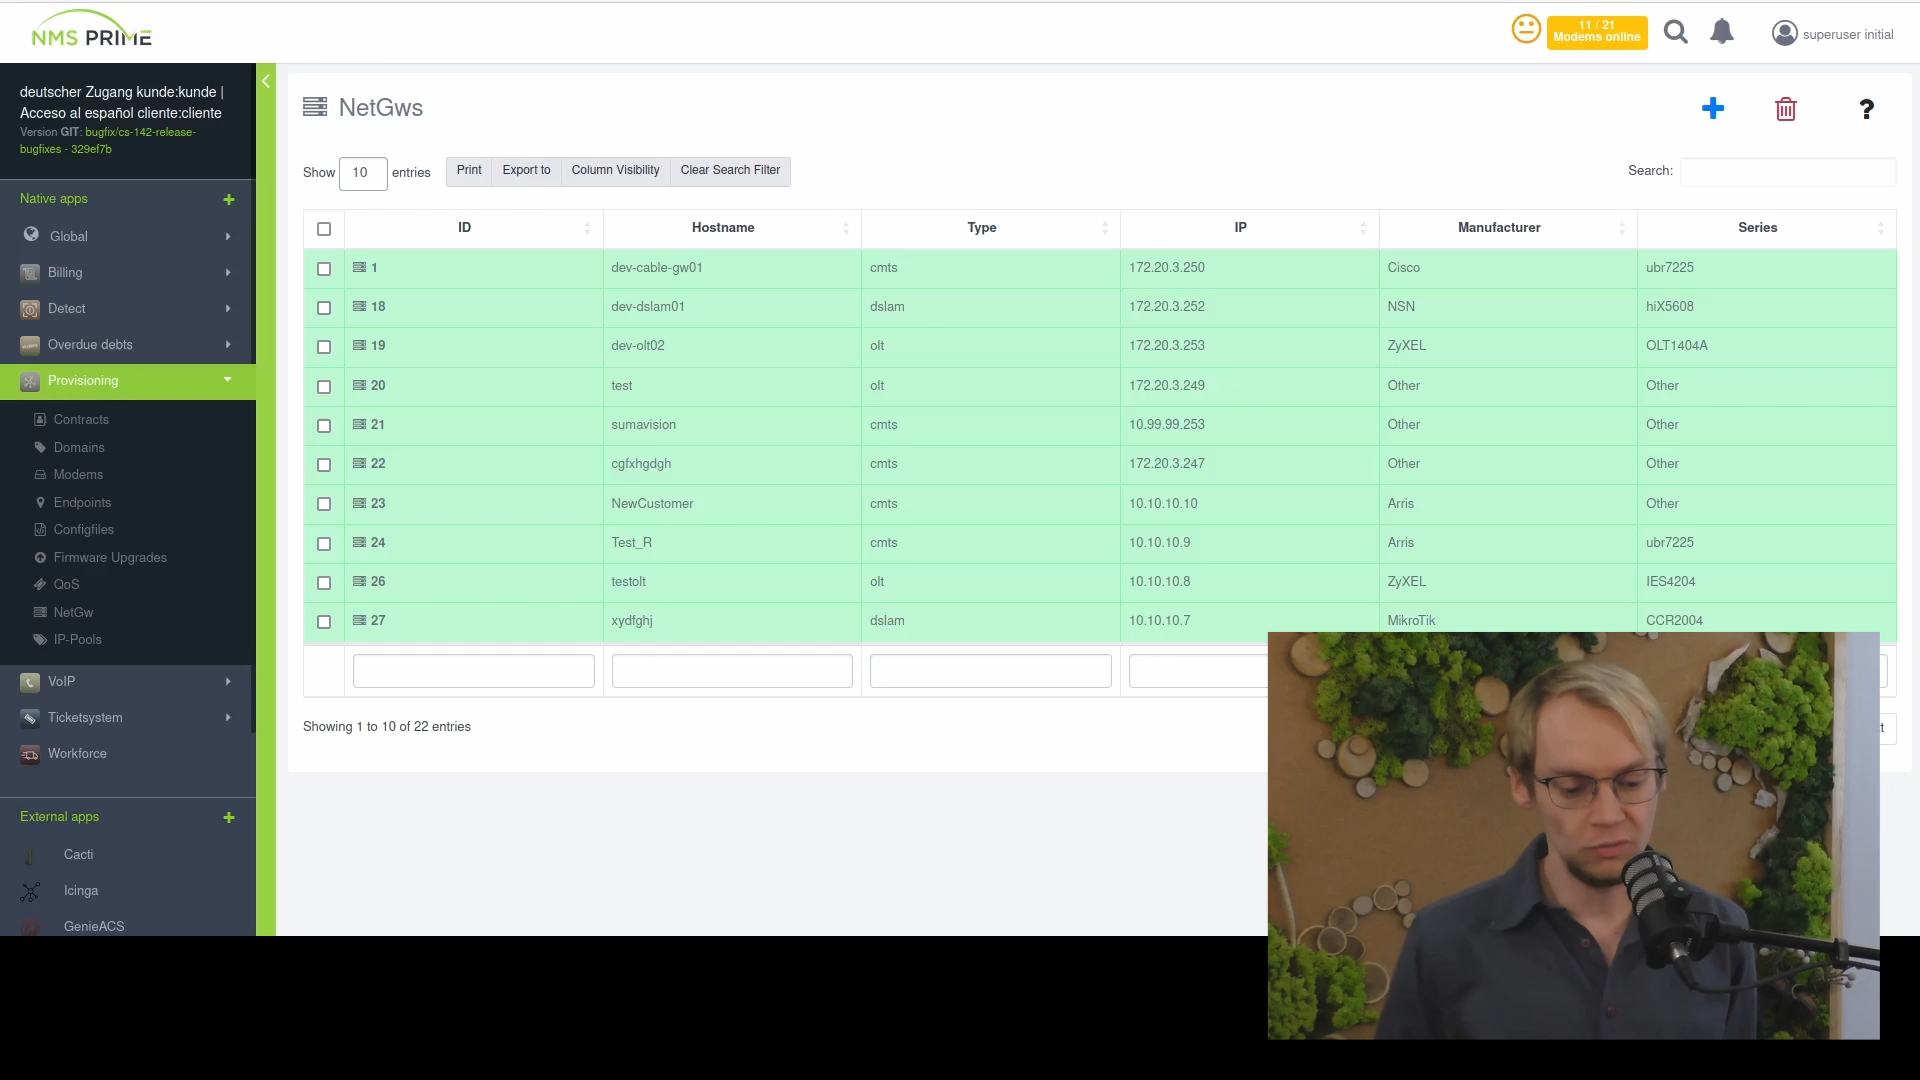 NMS PRIME
11 / 21
Modems online
superuser initial
deutscher Zugang kunde:kunde |
Acceso al español cliente:cliente
Version GIT: bugfix/cs-142-release-
bugfixes - 329ef7b
Native apps
Global
Billing
Detect
Overdue debts
Provisioning
Contracts
Domains
Modems
Endpoints
Configfiles
Firmware Upgrades
QoS
NetGw
IP-Pools
VoIP
Ticketsystem
Workforce
External apps
Cacti
Icinga
GenieACS
NetGws
Show 10 entries Print Export to Column Visibility Clear Search Filter Search:
ID Hostname Type IP Manufacturer Series
1 dev-cable-gw01 cmts 172.20.3.250 Cisco ubr7225
18 dev-dslam01 dslam 172.20.3.252 NSN hiX5608
19 dev-olt02 olt 172.20.3.253 ZyXEL OLT1404A
20 test olt 172.20.3.249 Other Other
21 sumavision cmts 10.99.99.253 Other Other
22 cgfxhgdgh cmts 172.20.3.247 Other Other
23 NewCustomer cmts 10.10.10.10 Arris Other
24 Test_R cmts 10.10.10.9 Arris ubr7225
26 testolt olt 10.10.10.8 ZyXEL IES4204
27 xydfghj dslam 10.10.10.7 MikroTik CCR2004
Showing 1 to 10 of 22 entries